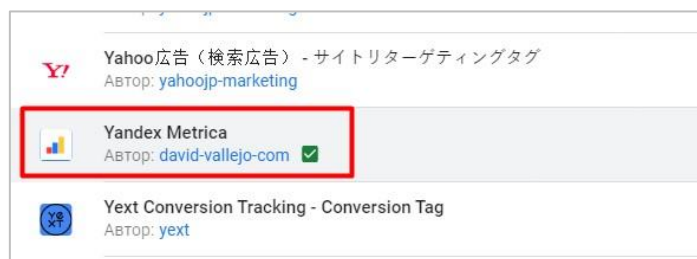 Y!
Yahoo広告（検索広告） - サイトリターゲティングタグ
Автор: yahoojp-marketing
Yandex Metrica
Автор: david-vallejo-com
YE
XT
Yext Conversion Tracking - Conversion Tag
Автор: yext